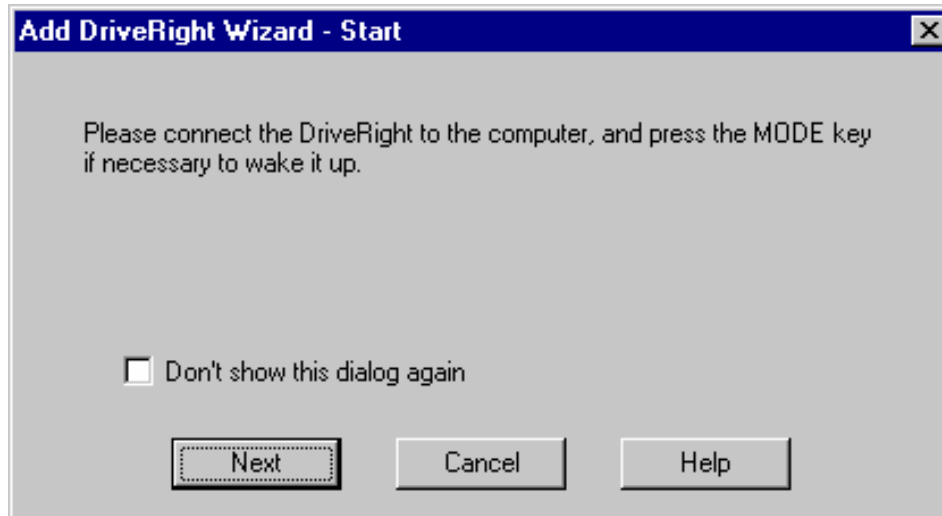 Add DriveRight Wizard - Start
Please connect the DriveRight to the computer, and press the MODE key
if necessary to wake it up.
Don't show this dialog again
Next
Cancel
Help